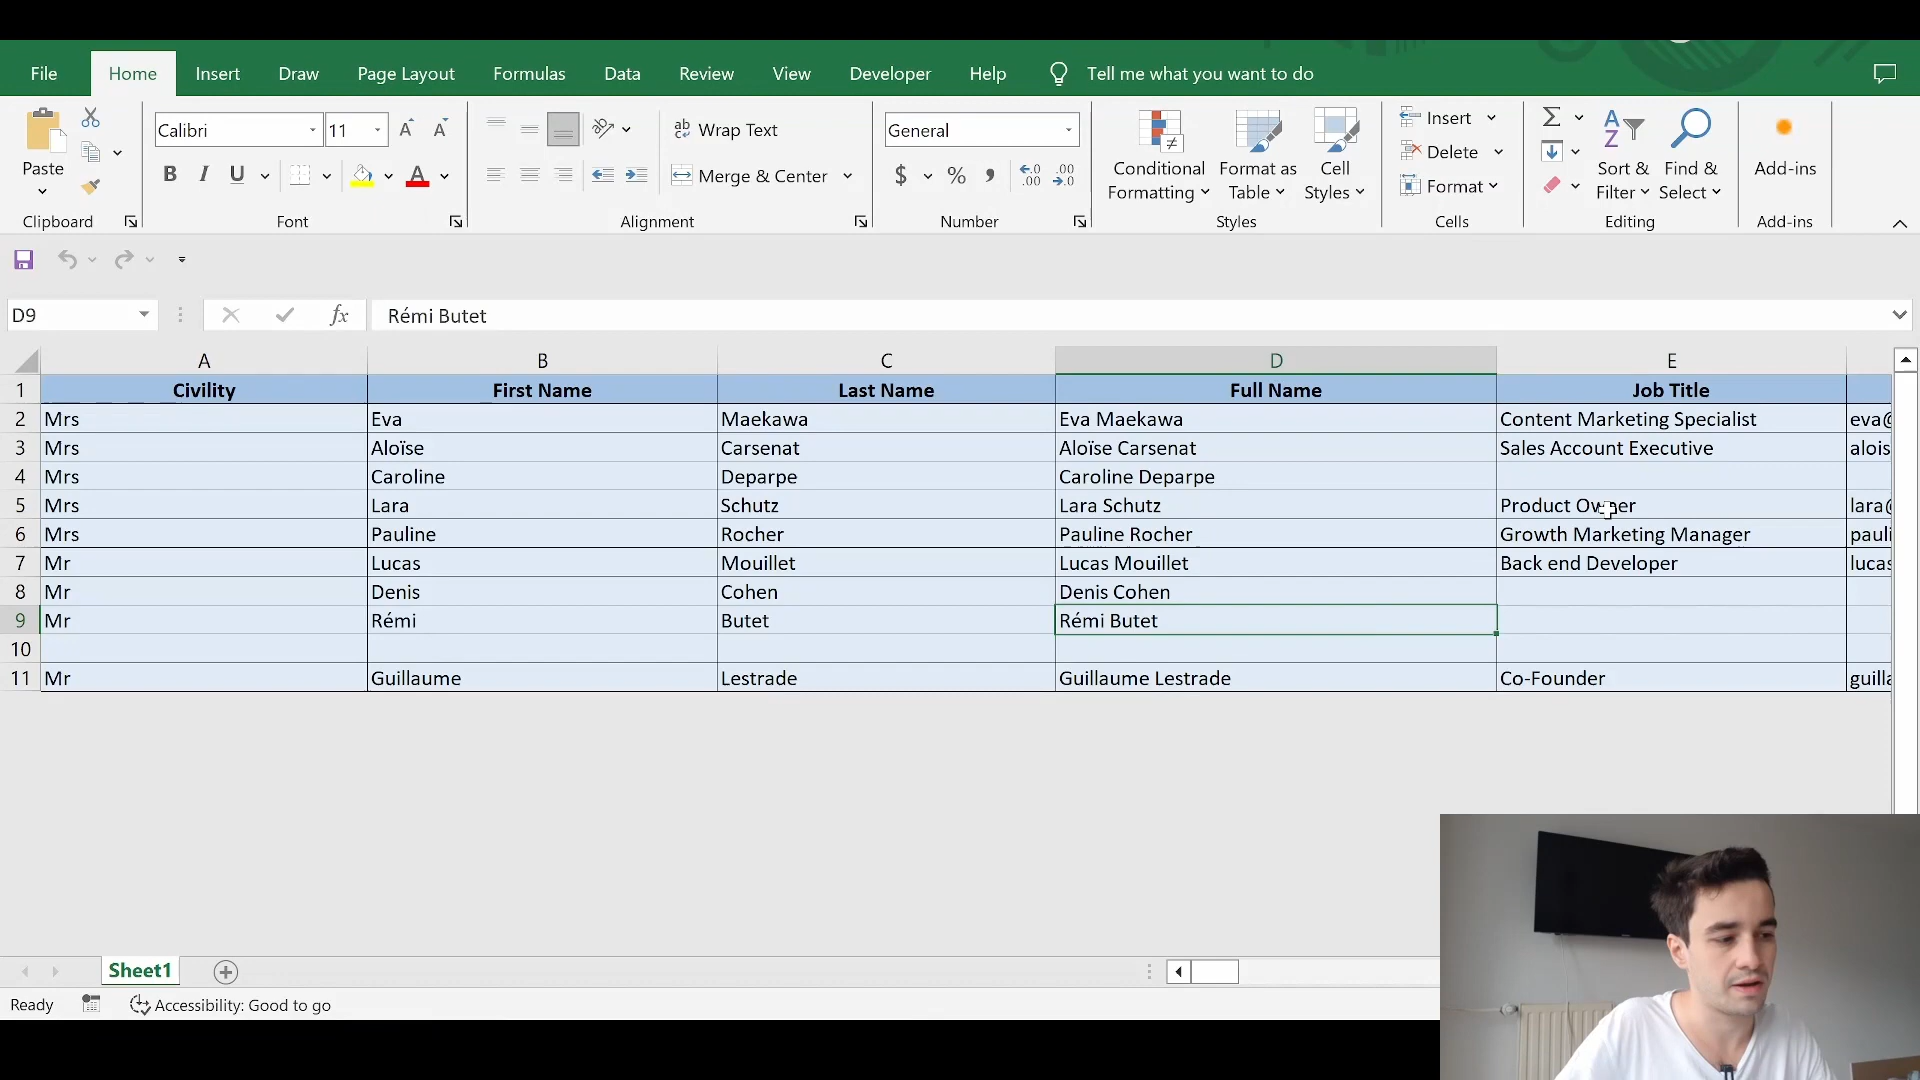 File Home Insert Draw Page Layout Formulas Data Review View Developer Help Tell me what you want to do
Calibri 11 Wrap Text General Insert
Paste B I U Merge & Center $ % , Conditional Formatting Format as Table Cell Styles Delete Format Σ Sort & Filter Find & Select Add-ins
Clipboard Font Alignment Number Styles Cells Editing Add-ins
D9 fx Rémi Butet
A B C D E
1 Civility First Name Last Name Full Name Job Title
2 Mrs Eva Maekawa Eva Maekawa Content Marketing Specialist eva@
3 Mrs Aloïse Carsenat Aloïse Carsenat Sales Account Executive alois
4 Mrs Caroline Deparpe Caroline Deparpe
5 Mrs Lara Schutz Lara Schutz Product Owner lara@
6 Mrs Pauline Rocher Pauline Rocher Growth Marketing Manager pauli
7 Mr Lucas Mouillet Lucas Mouillet Back end Developer lucas
8 Mr Denis Cohen Denis Cohen
9 Mr Rémi Butet Rémi Butet
10
11 Mr Guillaume Lestrade Guillaume Lestrade Co-Founder guilla
Sheet1
Ready Accessibility: Good to go